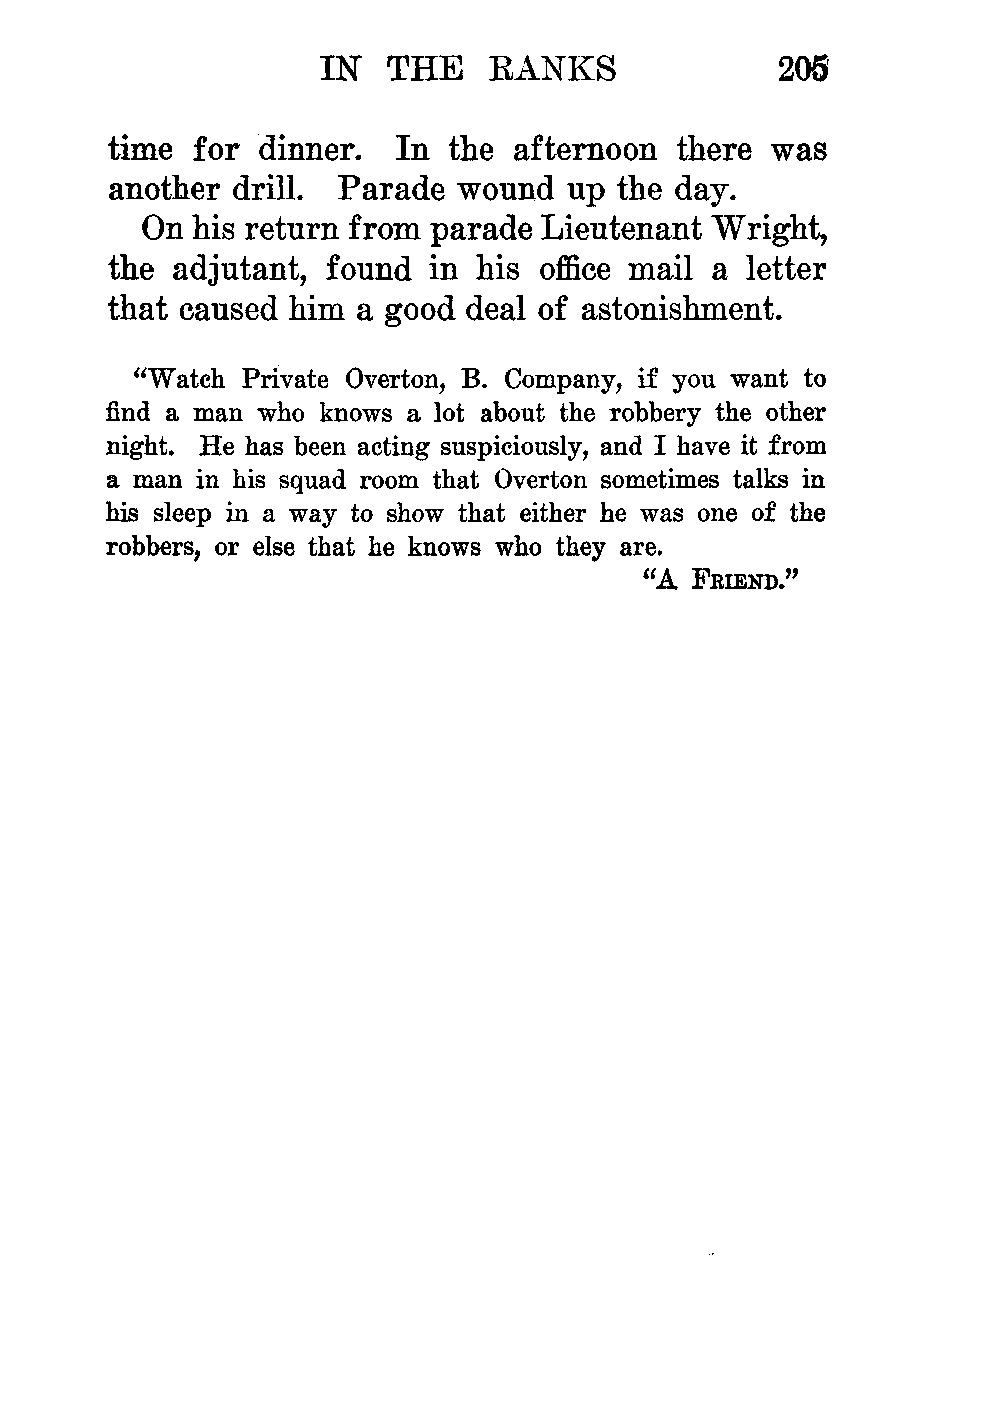 IN THE RANKS 205
time for dinner. In the afternoon there was
another drill. Parade wound up the day.
On his return from parade Lieutenant Wright,
the adjutant, found in his office mail a letter
that caused him a good deal of astonishment.
“Watch Private Overton, B. Company, if you want to
find a man who knows a lot about the robbery the other
night. He has been acting suspiciously, and I have it from
a man in his squad room that Overton sometimes talks in
his sleep in a way to show that either he was one of the
robbers, or else that he knows who they are.
“A FRIEND.”